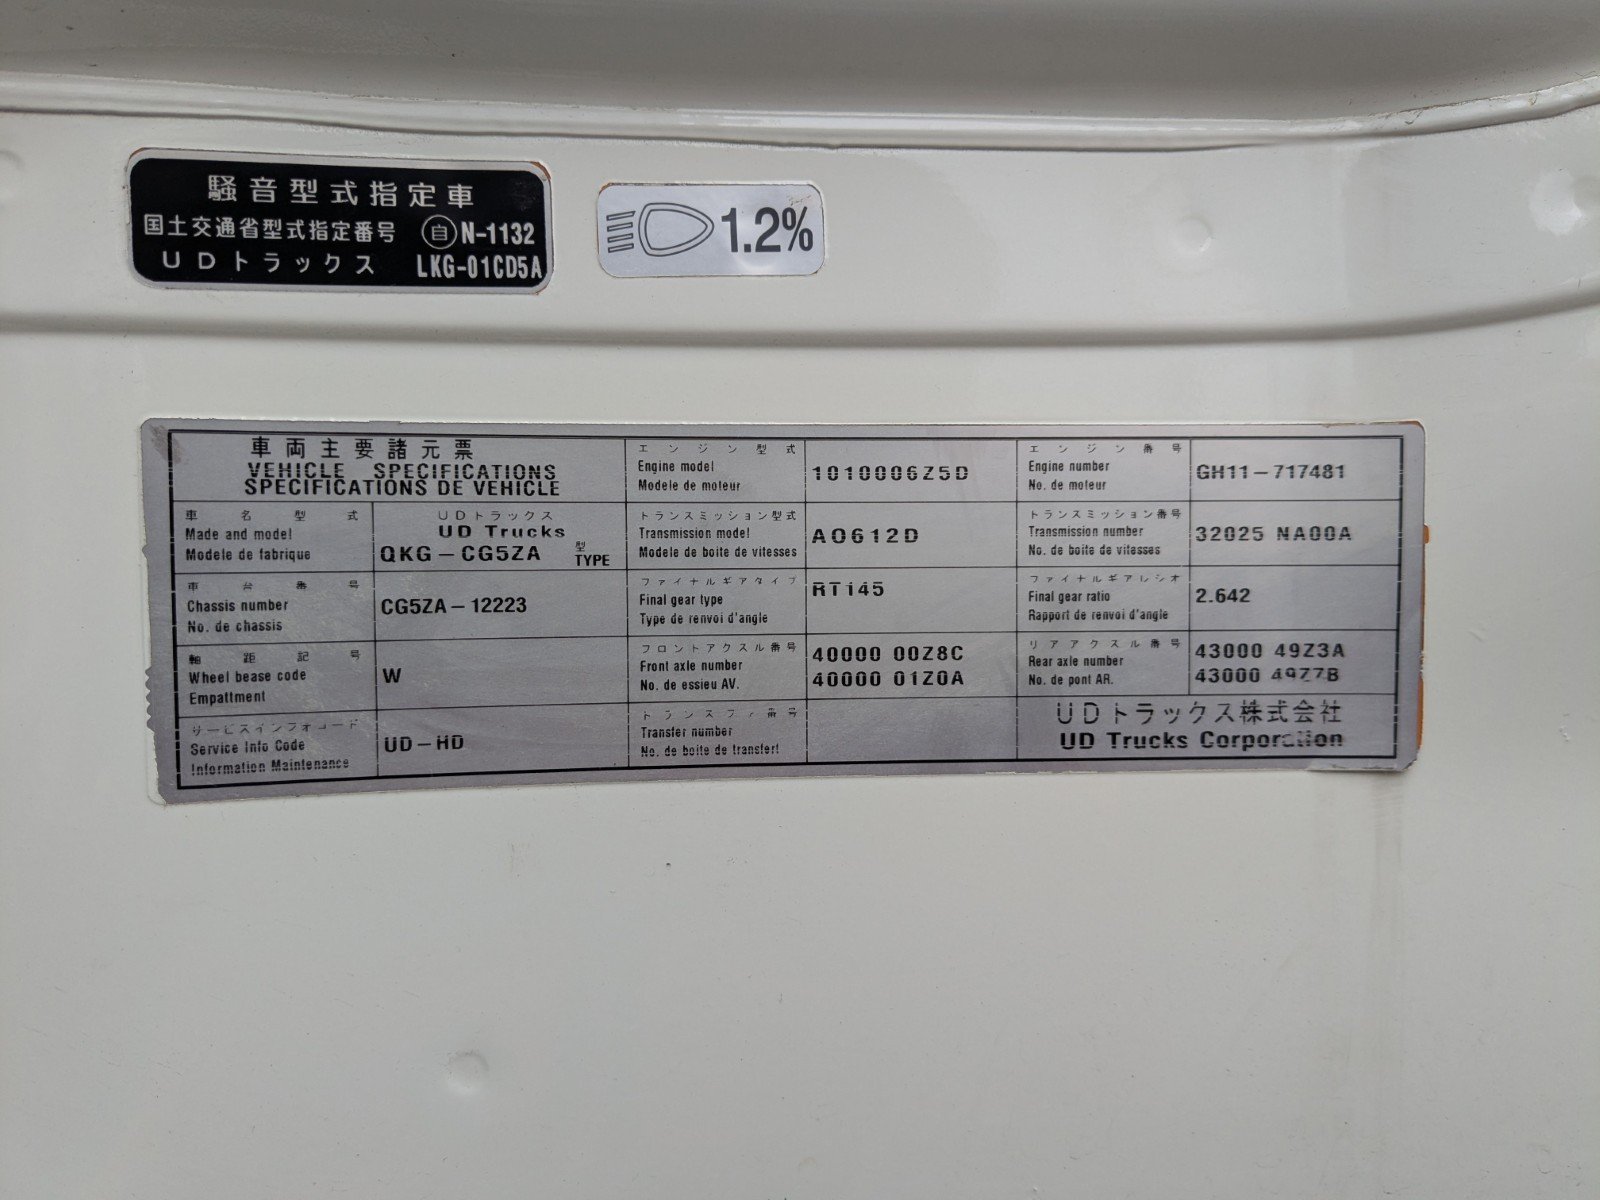 騒音型式指定車
国土交通省型式指定番号 自 N-1132
UDトラックス LKG-01CD5A
1.2%
車両主要諸元票
VEHICLE SPECIFICATIONS
SPECIFICATIONS DE VEHICLE
車名型式
Made and model
Modele de fabrique
UDトラックス
UD Trucks
QKG-CG5ZA 型 TYPE
車台番号
Chassis number
No. de chassis
CG5ZA-12223
軸距記号
Wheel bease code
Empattment
W
サービスインフォコード
Service Info Code
Information Maintenance
UD-HD
エンジン型式
Engine model
Modele de moteur
1010006Z5D
トランスミッション型式
Transmission model
Modele de boite de vitesses
A0612D
ファイナルギアタイプ
Final gear type
Type de renvoi d'angle
RT145
フロントアクスル番号
Front axle number
No. de essieu AV.
40000 00Z8C
40000 01Z0A
トランスファ番号
Transfer number
No. de boite de transfert
エンジン番号
Engine number
No. de moteur
GH11-717481
トランスミッション番号
Transmission number
No. de boite de vitesses
32025 NA00A
ファイナルギアレシオ
Final gear ratio
Rapport de renvoi d'angle
2.642
リアアクスル番号
Rear axle number
No. de pont AR.
43000 49Z3A
43000 49Z7B
UDトラックス株式会社
UD Trucks Corporation